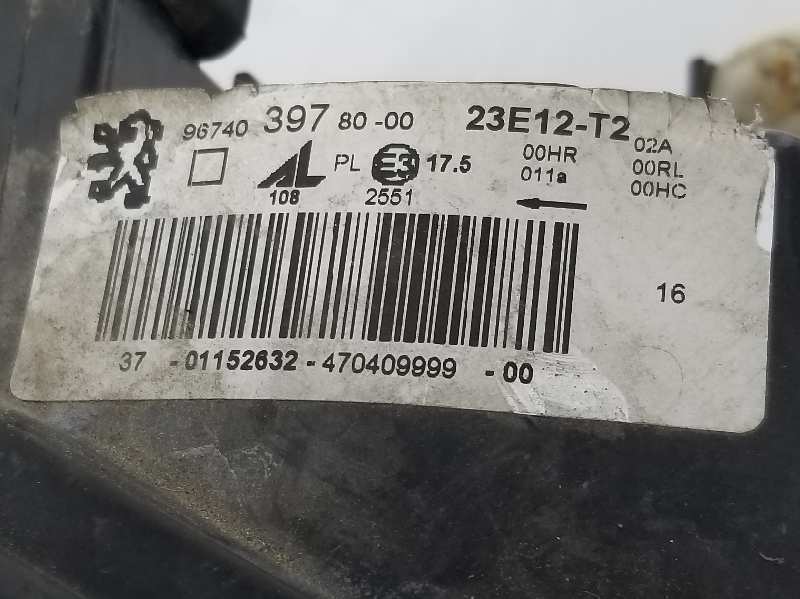 96740 397 80-00 23E12-T2 02A
AL PL E3 17.5 00HR 00RL
108 2551 011a 00HC
16
37 - 01152632 - 470409999 - 00